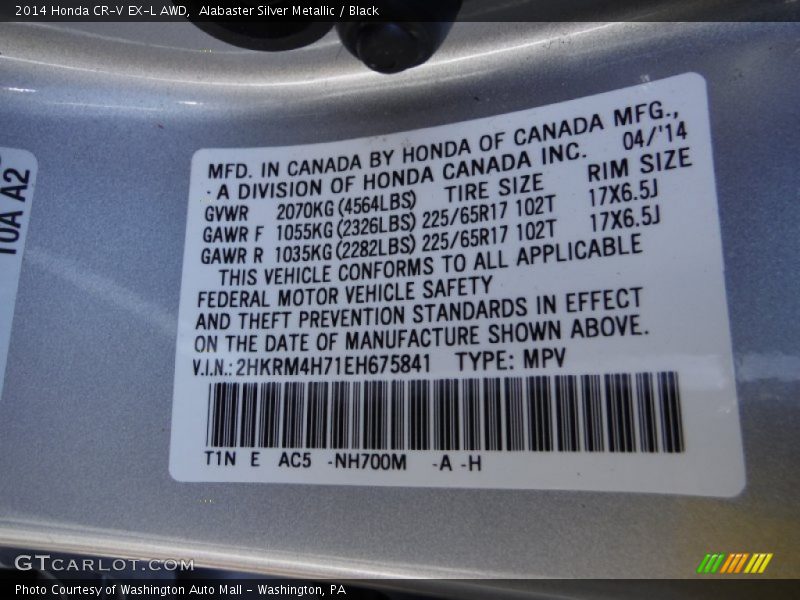 2014 Honda CR-V EX-L AWD, Alabaster Silver Metallic / Black
10A A2
MFD. IN CANADA BY HONDA OF CANADA MFG.,
· A DIVISION OF HONDA CANADA INC. 04/'14
GVWR 2070KG (4564LBS) TIRE SIZE RIM SIZE
GAWR F 1055KG (2326LBS) 225/65R17 102T 17X6.5J
GAWR R 1035KG (2282LBS) 225/65R17 102T 17X6.5J
THIS VEHICLE CONFORMS TO ALL APPLICABLE
FEDERAL MOTOR VEHICLE SAFETY
AND THEFT PREVENTION STANDARDS IN EFFECT
ON THE DATE OF MANUFACTURE SHOWN ABOVE.
V.I.N.: 2HKRM4H71EH675841 TYPE: MPV
T1N E AC5 -NH700M -A -H
GTCARLOT.COM
Photo Courtesy of Washington Auto Mall - Washington, PA